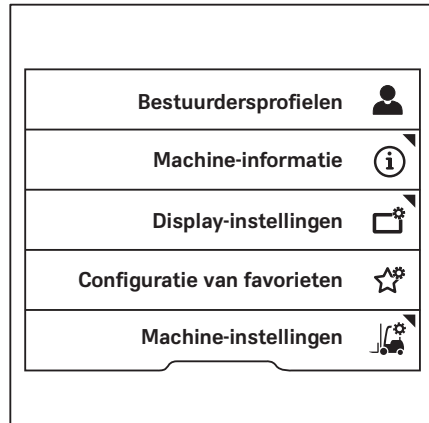 Bestuurdersprofielen
Machine-informatie
Display-instellingen
Configuratie van favorieten
Machine-instellingen